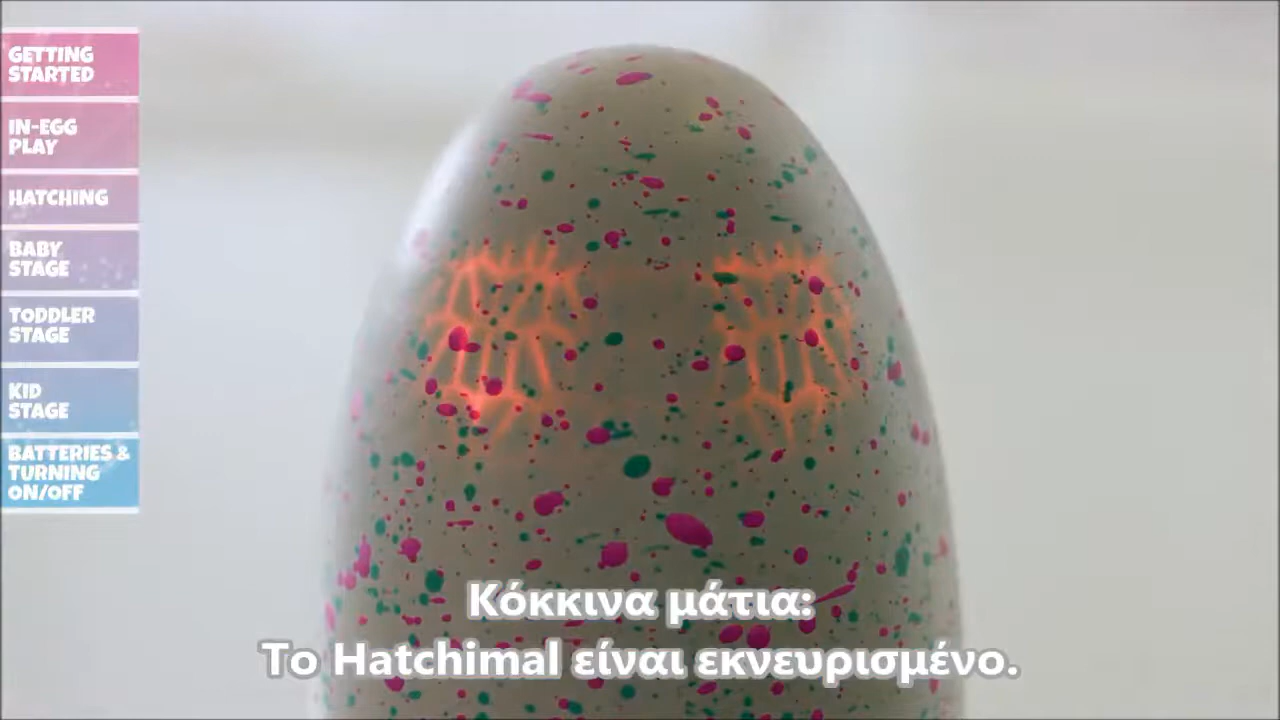 GETTING
STARTED
IN-EGG
PLAY
HATCHING
BABY
STAGE
TODDLER
STAGE
KID
STAGE
BATTERIES &
TURNING
ON/OFF
Κόκκινα μάτια:
Το Hatchimal είναι εκνευρισμένο.